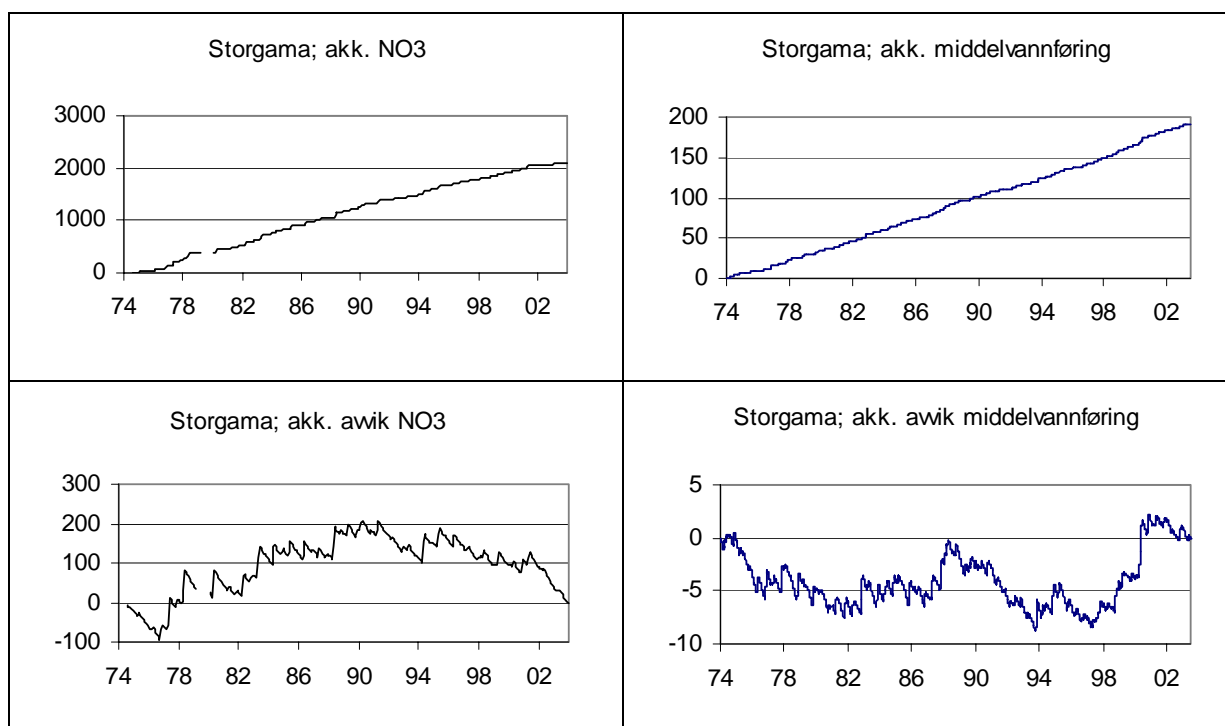 Storgama; akk. NO3
3000
2000
1000
0
74 78 82 86 90 94 98 02
Storgama; akk. middelvannføring
200
150
100
50
0
74 78 82 86 90 94 98 02
Storgama; akk. avvik NO3
300
200
100
0
-100
74 78 82 86 90 94 98 02
Storgama; akk. avvik middelvannføring
5
0
-5
-10
74 78 82 86 90 94 98 02